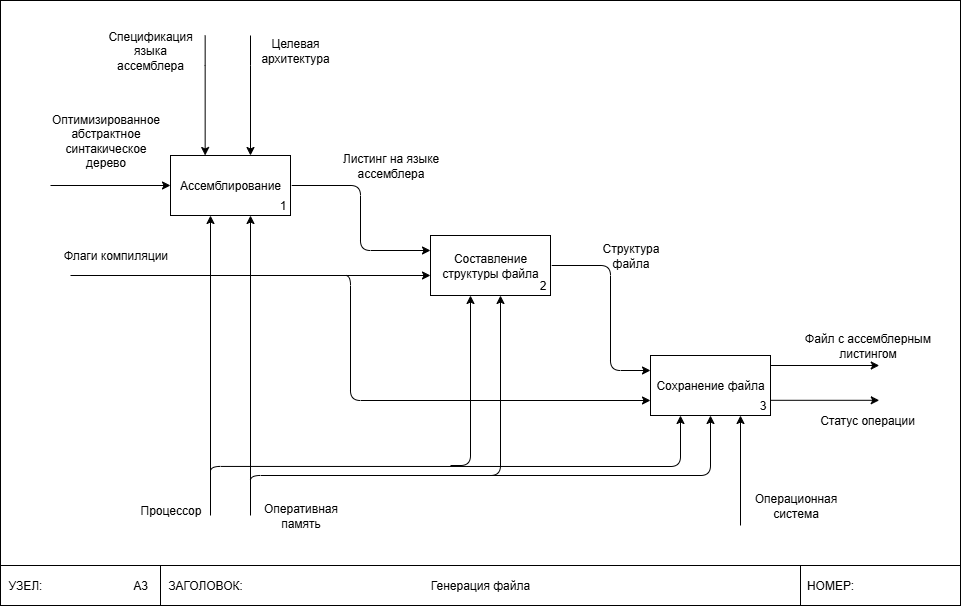 Спецификация
языка
ассемблера
Целевая
архитектура
Оптимизированное
абстрактное
синтакическое
дерево
Ассемблирование
1
Листинг на языке
ассемблера
Флаги компиляции
Составление
структуры файла
2
Структура
файла
Файл с ассемблерным
листингом
Сохранение файла
3
Статус операции
Процессор
Оперативная
память
Операционная
система
УЗЕЛ:
А3
ЗАГОЛОВОК:
Генерация файла
НОМЕР: